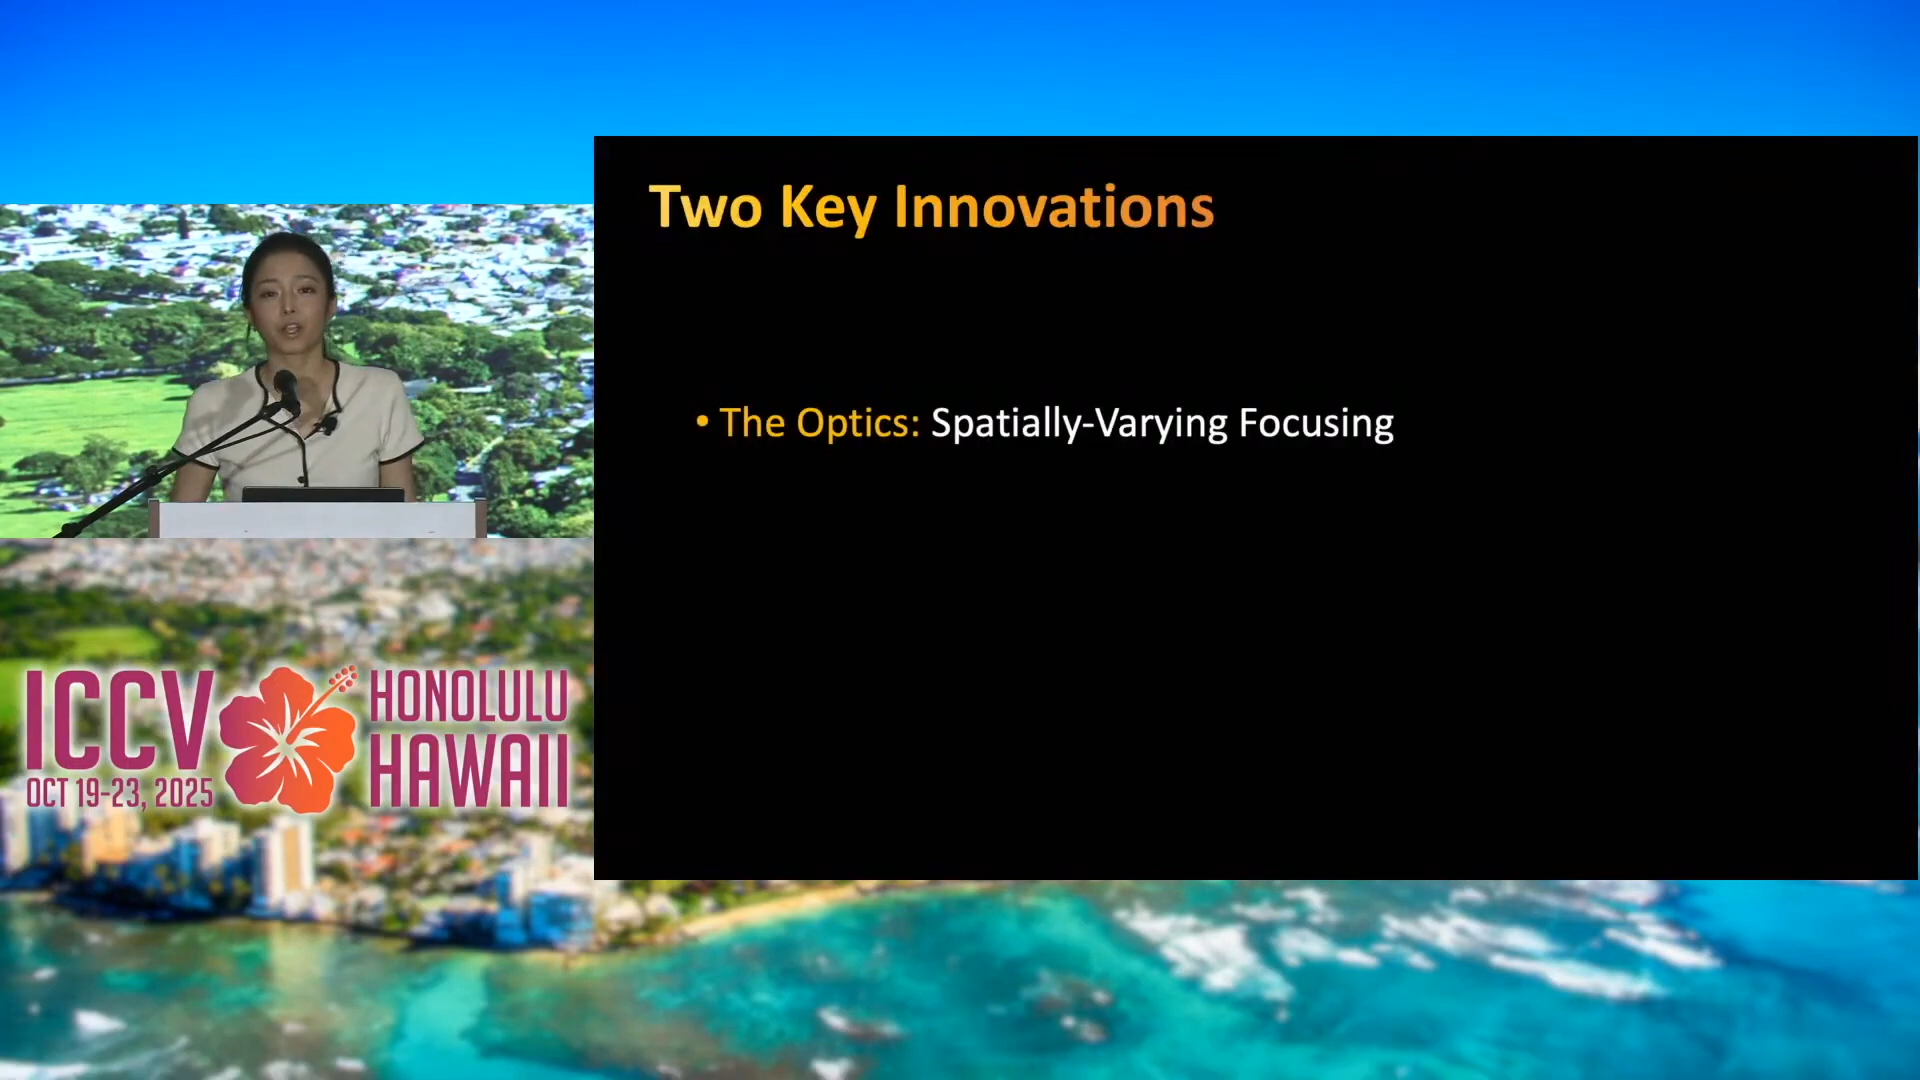 Two Key Innovations
• The Optics: Spatially-Varying Focusing
ICCV
OCT 19-23, 2025
HONOLULU
HAWAII